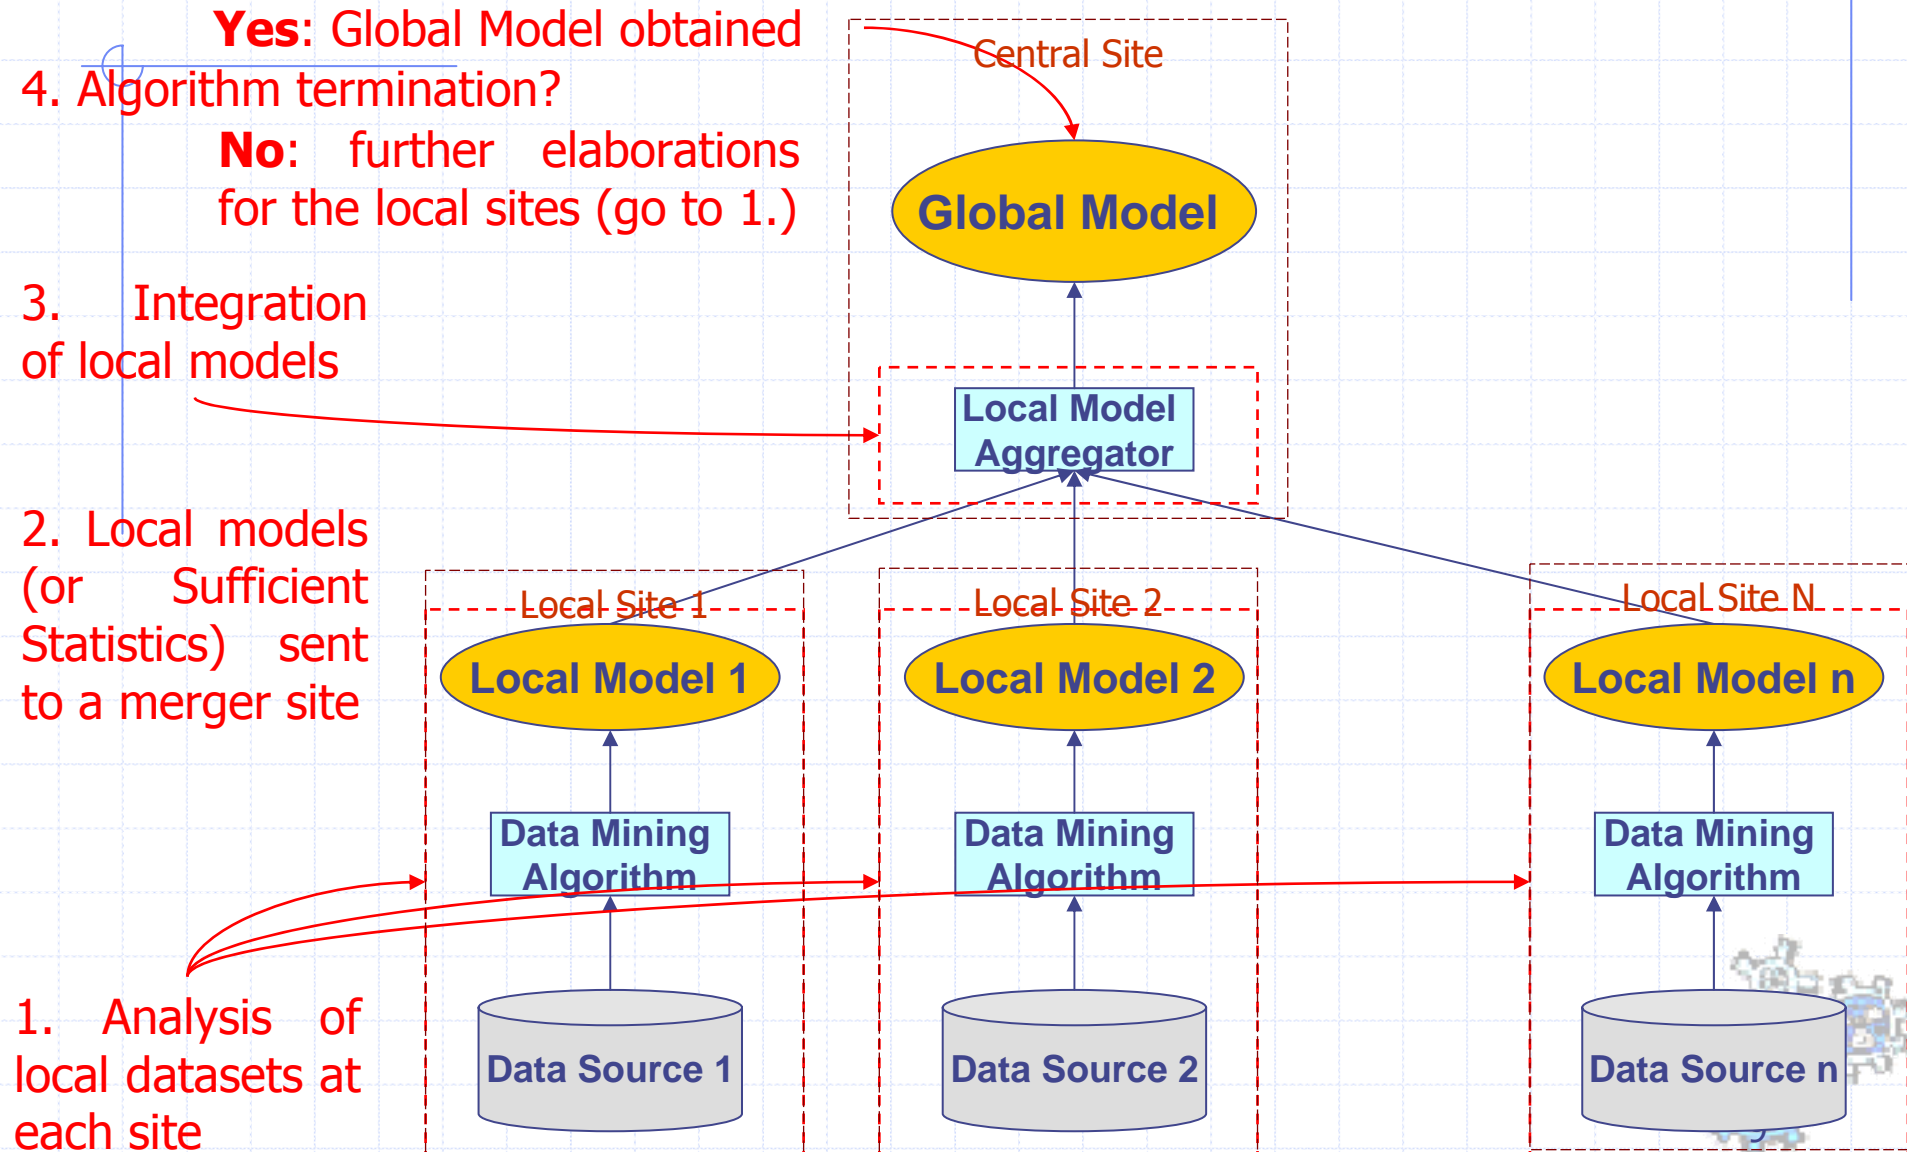 Yes: Global Model obtained
4. Algorithm termination?
No: further elaborations
for the local sites (go to 1.)
3. Integration
of local models
2. Local models
(or Sufficient
Statistics) sent
to a merger site
1. Analysis of
local datasets at
each site
Central Site
Global Model
Local Model
Aggregator
Local Site 1
Local Model 1
Data Mining
Algorithm
Data Source 1
Local Site 2
Local Model 2
Data Mining
Algorithm
Data Source 2
Local Site N
Local Model n
Data Mining
Algorithm
Data Source n